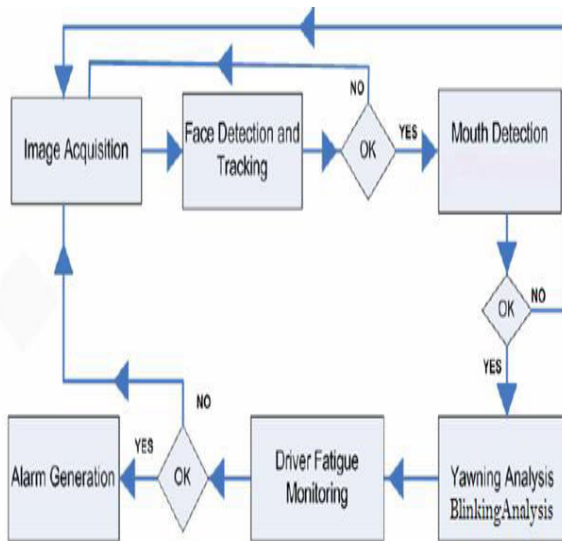 NO
Image Acquisition
Face Detection and
Tracking
OK
YES
Mouth Detection
OK
NO
YES
NO
Alarm Generation
YES
OK
Driver Fatigue
Monitoring
Yawning Analysis
BlinkingAnalysis